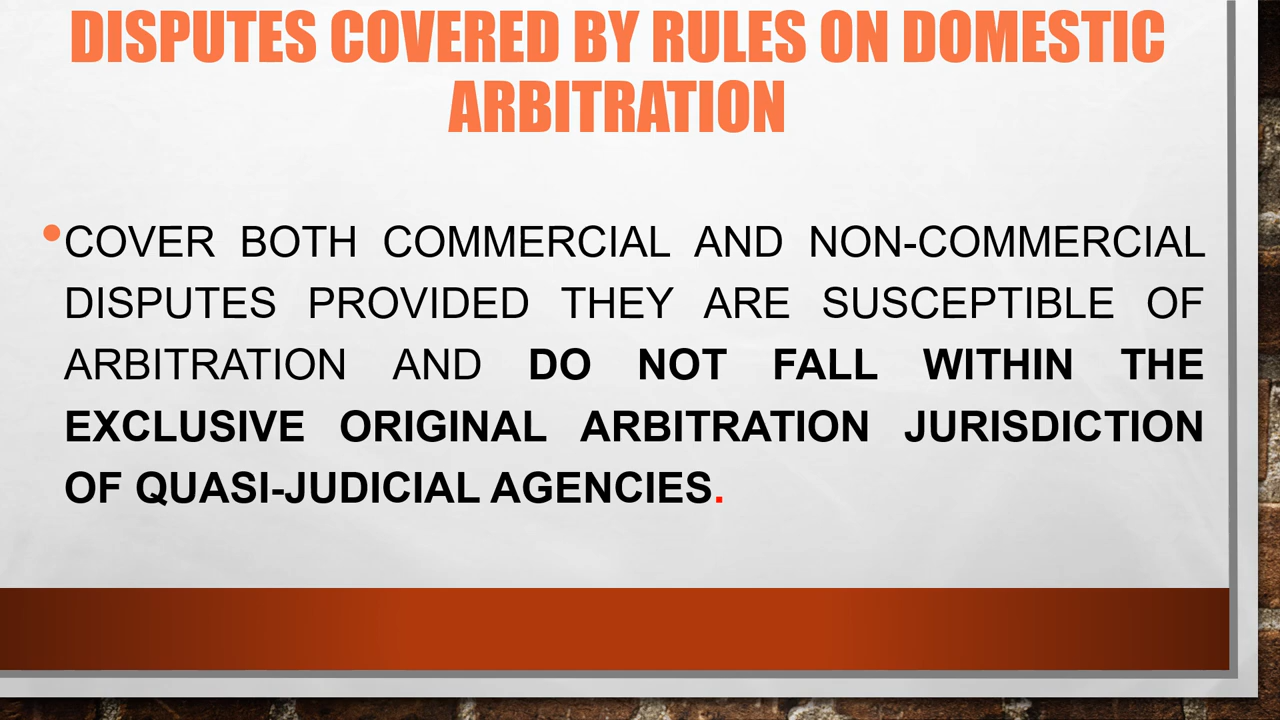 DISPUTES COVERED BY RULES ON DOMESTIC
ARBITRATION
•COVER BOTH COMMERCIAL AND NON-COMMERCIAL
DISPUTES PROVIDED THEY ARE SUSCEPTIBLE OF
ARBITRATION AND DO NOT FALL WITHIN THE
EXCLUSIVE ORIGINAL ARBITRATION JURISDICTION
OF QUASI-JUDICIAL AGENCIES.